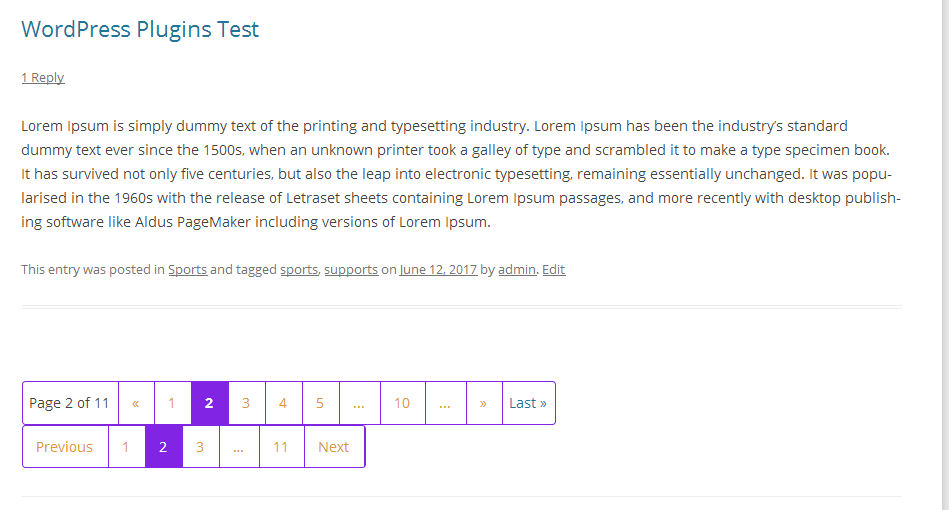 WordPress Plugins Test
1 Reply
Lorem Ipsum is simply dummy text of the printing and typesetting industry. Lorem Ipsum has been the industry's standard
dummy text ever since the 1500s, when an unknown printer took a galley of type and scrambled it to make a type specimen book.
It has survived not only five centuries, but also the leap into electronic typesetting, remaining essentially unchanged. It was popu-
larised in the 1960s with the release of Letraset sheets containing Lorem Ipsum passages, and more recently with desktop publish-
ing software like Aldus PageMaker including versions of Lorem Ipsum.
This entry was posted in Sports and tagged sports, supports on June 12, 2017 by admin. Edit
Page 2 of 11 « 1 2 3 4 5 ... 10 ... » Last »
Previous 1 2 3 … 11 Next